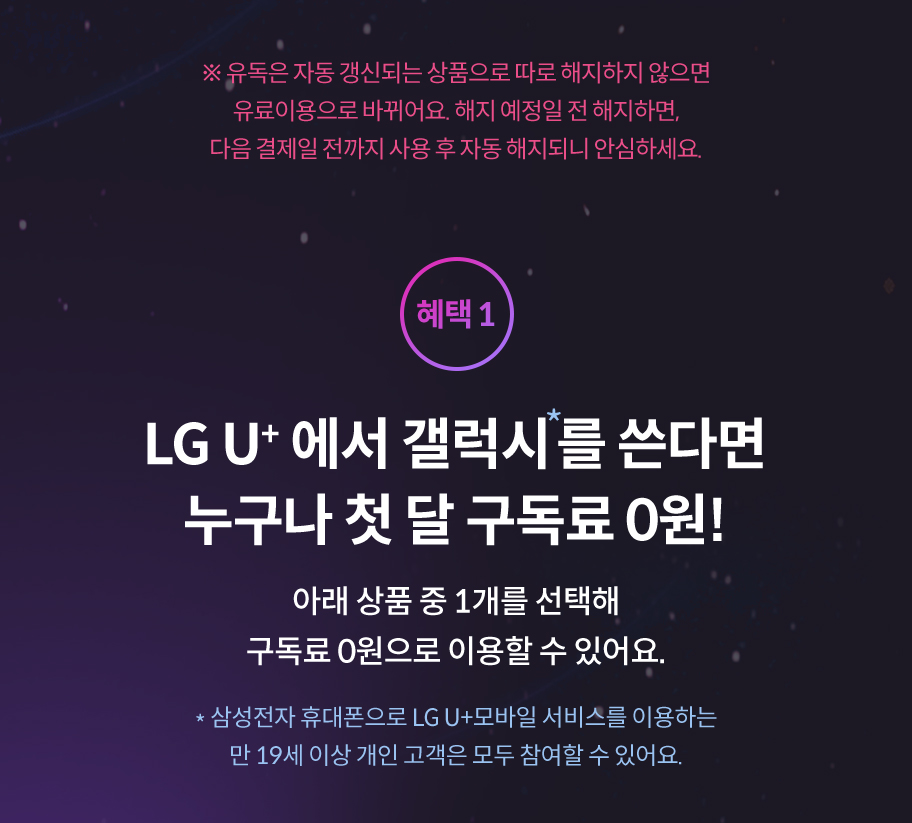 ※ 유독은 자동 갱신되는 상품으로 따로 해지하지 않으면
유료이용으로 바뀌어요. 해지 예정일 전 해지하면,
다음 결제일 전까지 사용 후 자동 해지되니 안심하세요.
혜택 1
LG U+ 에서 갤럭시*를 쓴다면
누구나 첫 달 구독료 0원!
아래 상품 중 1개를 선택해
구독료 0원으로 이용할 수 있어요.
* 삼성전자 휴대폰으로 LG U+모바일 서비스를 이용하는
만 19세 이상 개인 고객은 모두 참여할 수 있어요.